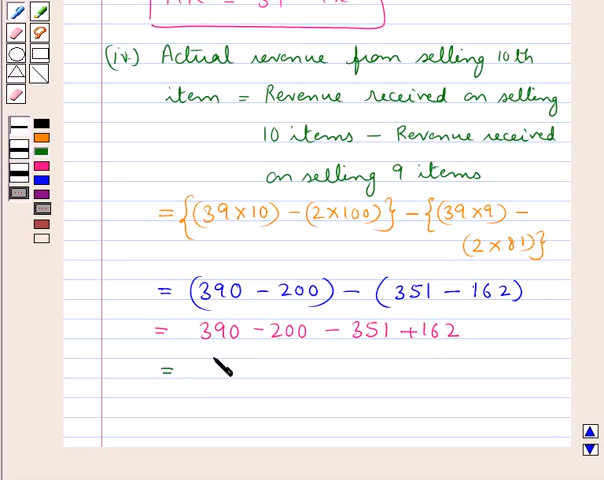 (iv) Actual revenue from selling 10th
item = Revenue received on selling
10 items – Revenue received
on selling 9 items
= {(39×10) – (2×100)} – {(39×9) –
(2×81)}
= (390 – 200) – (351 – 162)
= 390 – 200 – 351 + 162
=